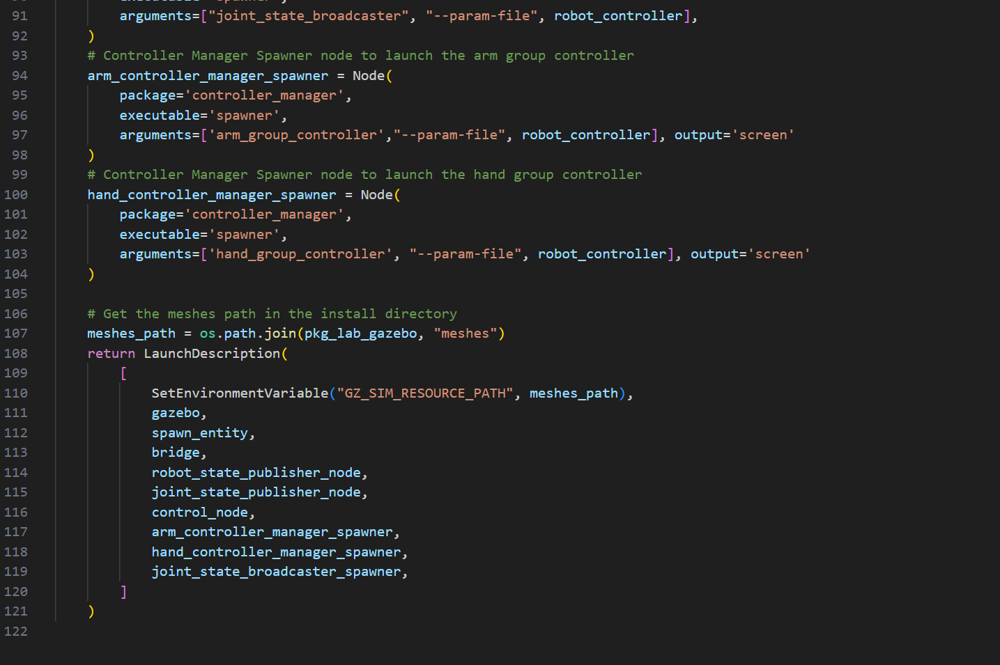 91 arguments=["joint_state_broadcaster", "--param-file", robot_controller],
92 )
93 # Controller Manager Spawner node to launch the arm group controller
94 arm_controller_manager_spawner = Node(
95 package='controller_manager',
96 executable='spawner',
97 arguments=['arm_group_controller',"--param-file", robot_controller], output='screen'
98 )
99 # Controller Manager Spawner node to launch the hand group controller
100 hand_controller_manager_spawner = Node(
101 package='controller_manager',
102 executable='spawner',
103 arguments=['hand_group_controller', "--param-file", robot_controller], output='screen'
104 )
105
106 # Get the meshes path in the install directory
107 meshes_path = os.path.join(pkg_lab_gazebo, "meshes")
108 return LaunchDescription(
109 [
110 SetEnvironmentVariable("GZ_SIM_RESOURCE_PATH", meshes_path),
111 gazebo,
112 spawn_entity,
113 bridge,
114 robot_state_publisher_node,
115 joint_state_publisher_node,
116 control_node,
117 arm_controller_manager_spawner,
118 hand_controller_manager_spawner,
119 joint_state_broadcaster_spawner,
120 ]
121 )
122